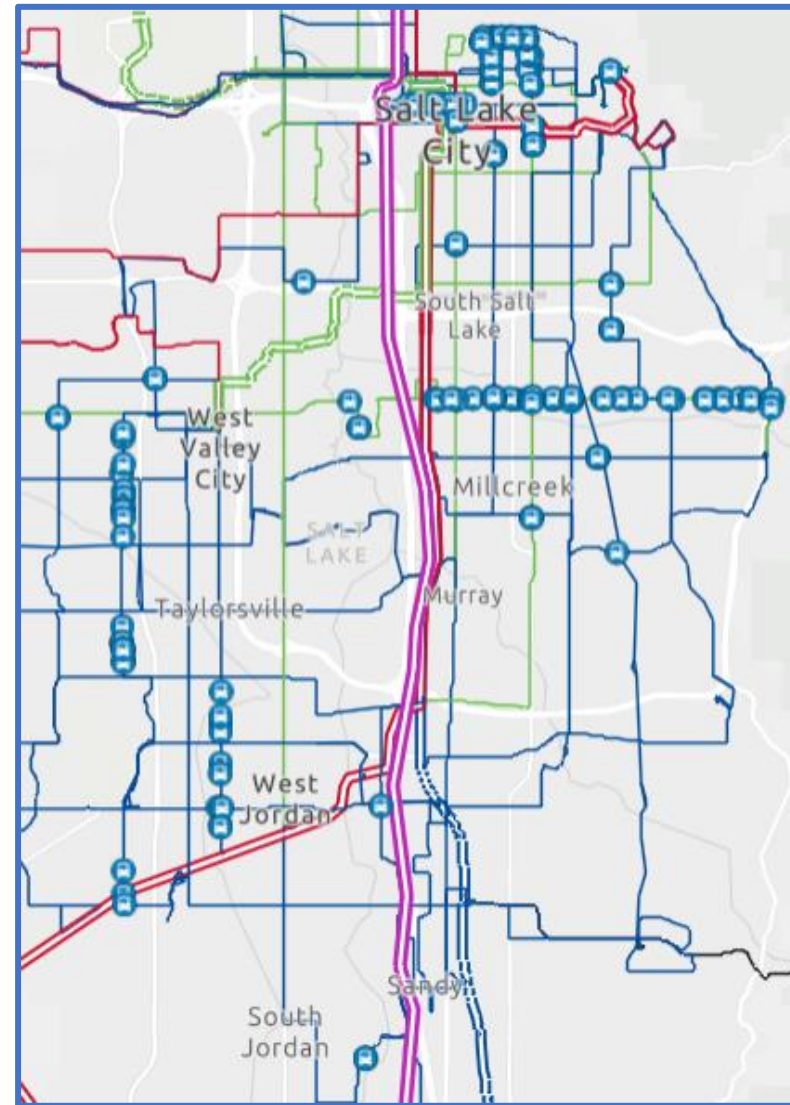 Salt Lake
City
South Salt
Lake
West
Valley
City
Millcreek
SALT
LAKE
Murray
Taylorsville
West
Jordan
Sandy
South
Jordan